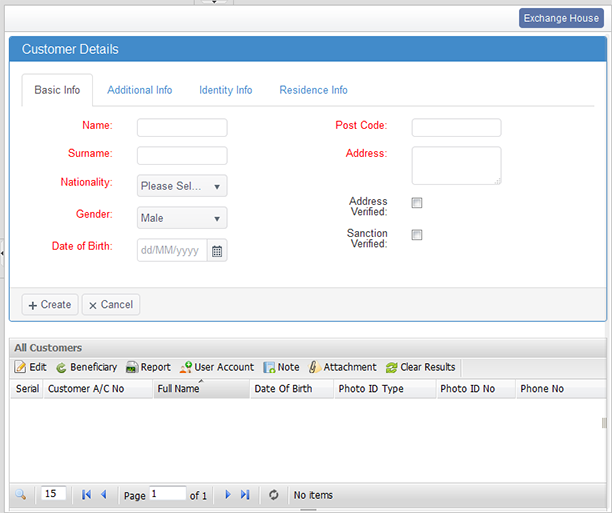 Exchange House
Customer Details
Basic Info Additional Info Identity Info Residence Info
Name:
Surname:
Nationality: Please Sel...
Gender: Male
Date of Birth: dd/MM/yyyy
Post Code:
Address:
Address
Verified:
Sanction
Verified:
+ Create × Cancel
All Customers
Edit Beneficiary Report User Account Note Attachment Clear Results
Serial Customer A/C No Full Name Date Of Birth Photo ID Type Photo ID No Phone No
15 Page 1 of 1 No items